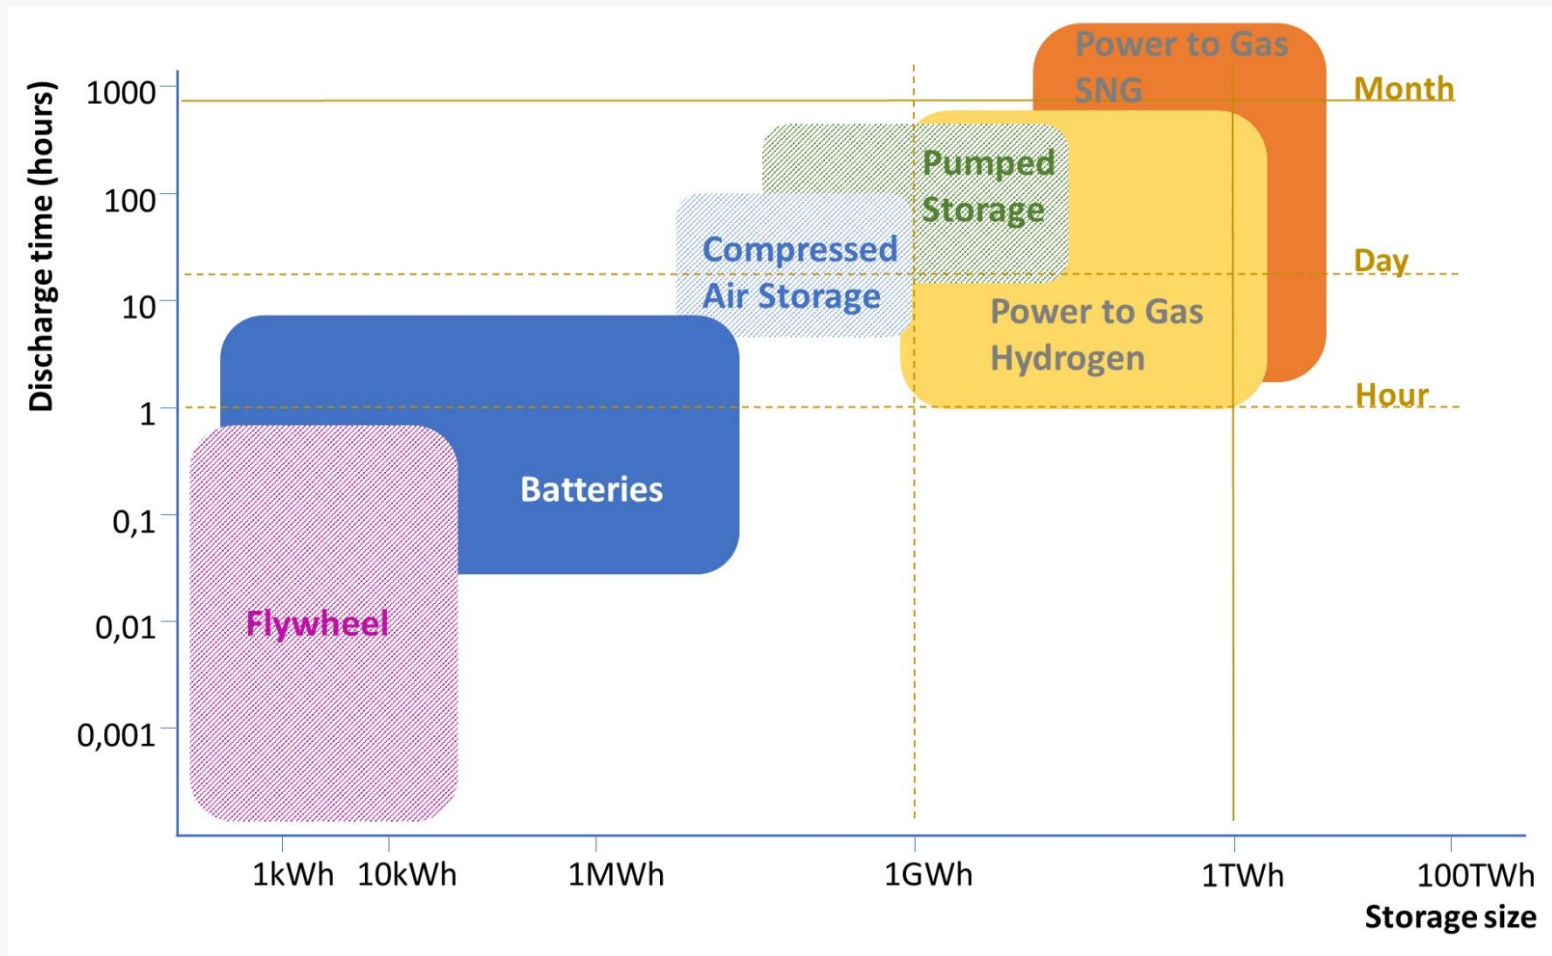 Discharge time (hours)
1000
100
10
1
0,1
0,01
0,001
Power to Gas
SNG
Month
Pumped
Storage
Compressed
Air Storage
Day
Power to Gas
Hydrogen
Hour
Batteries
Flywheel
1kWh
10kWh
1MWh
1GWh
1TWh
100TWh
Storage size